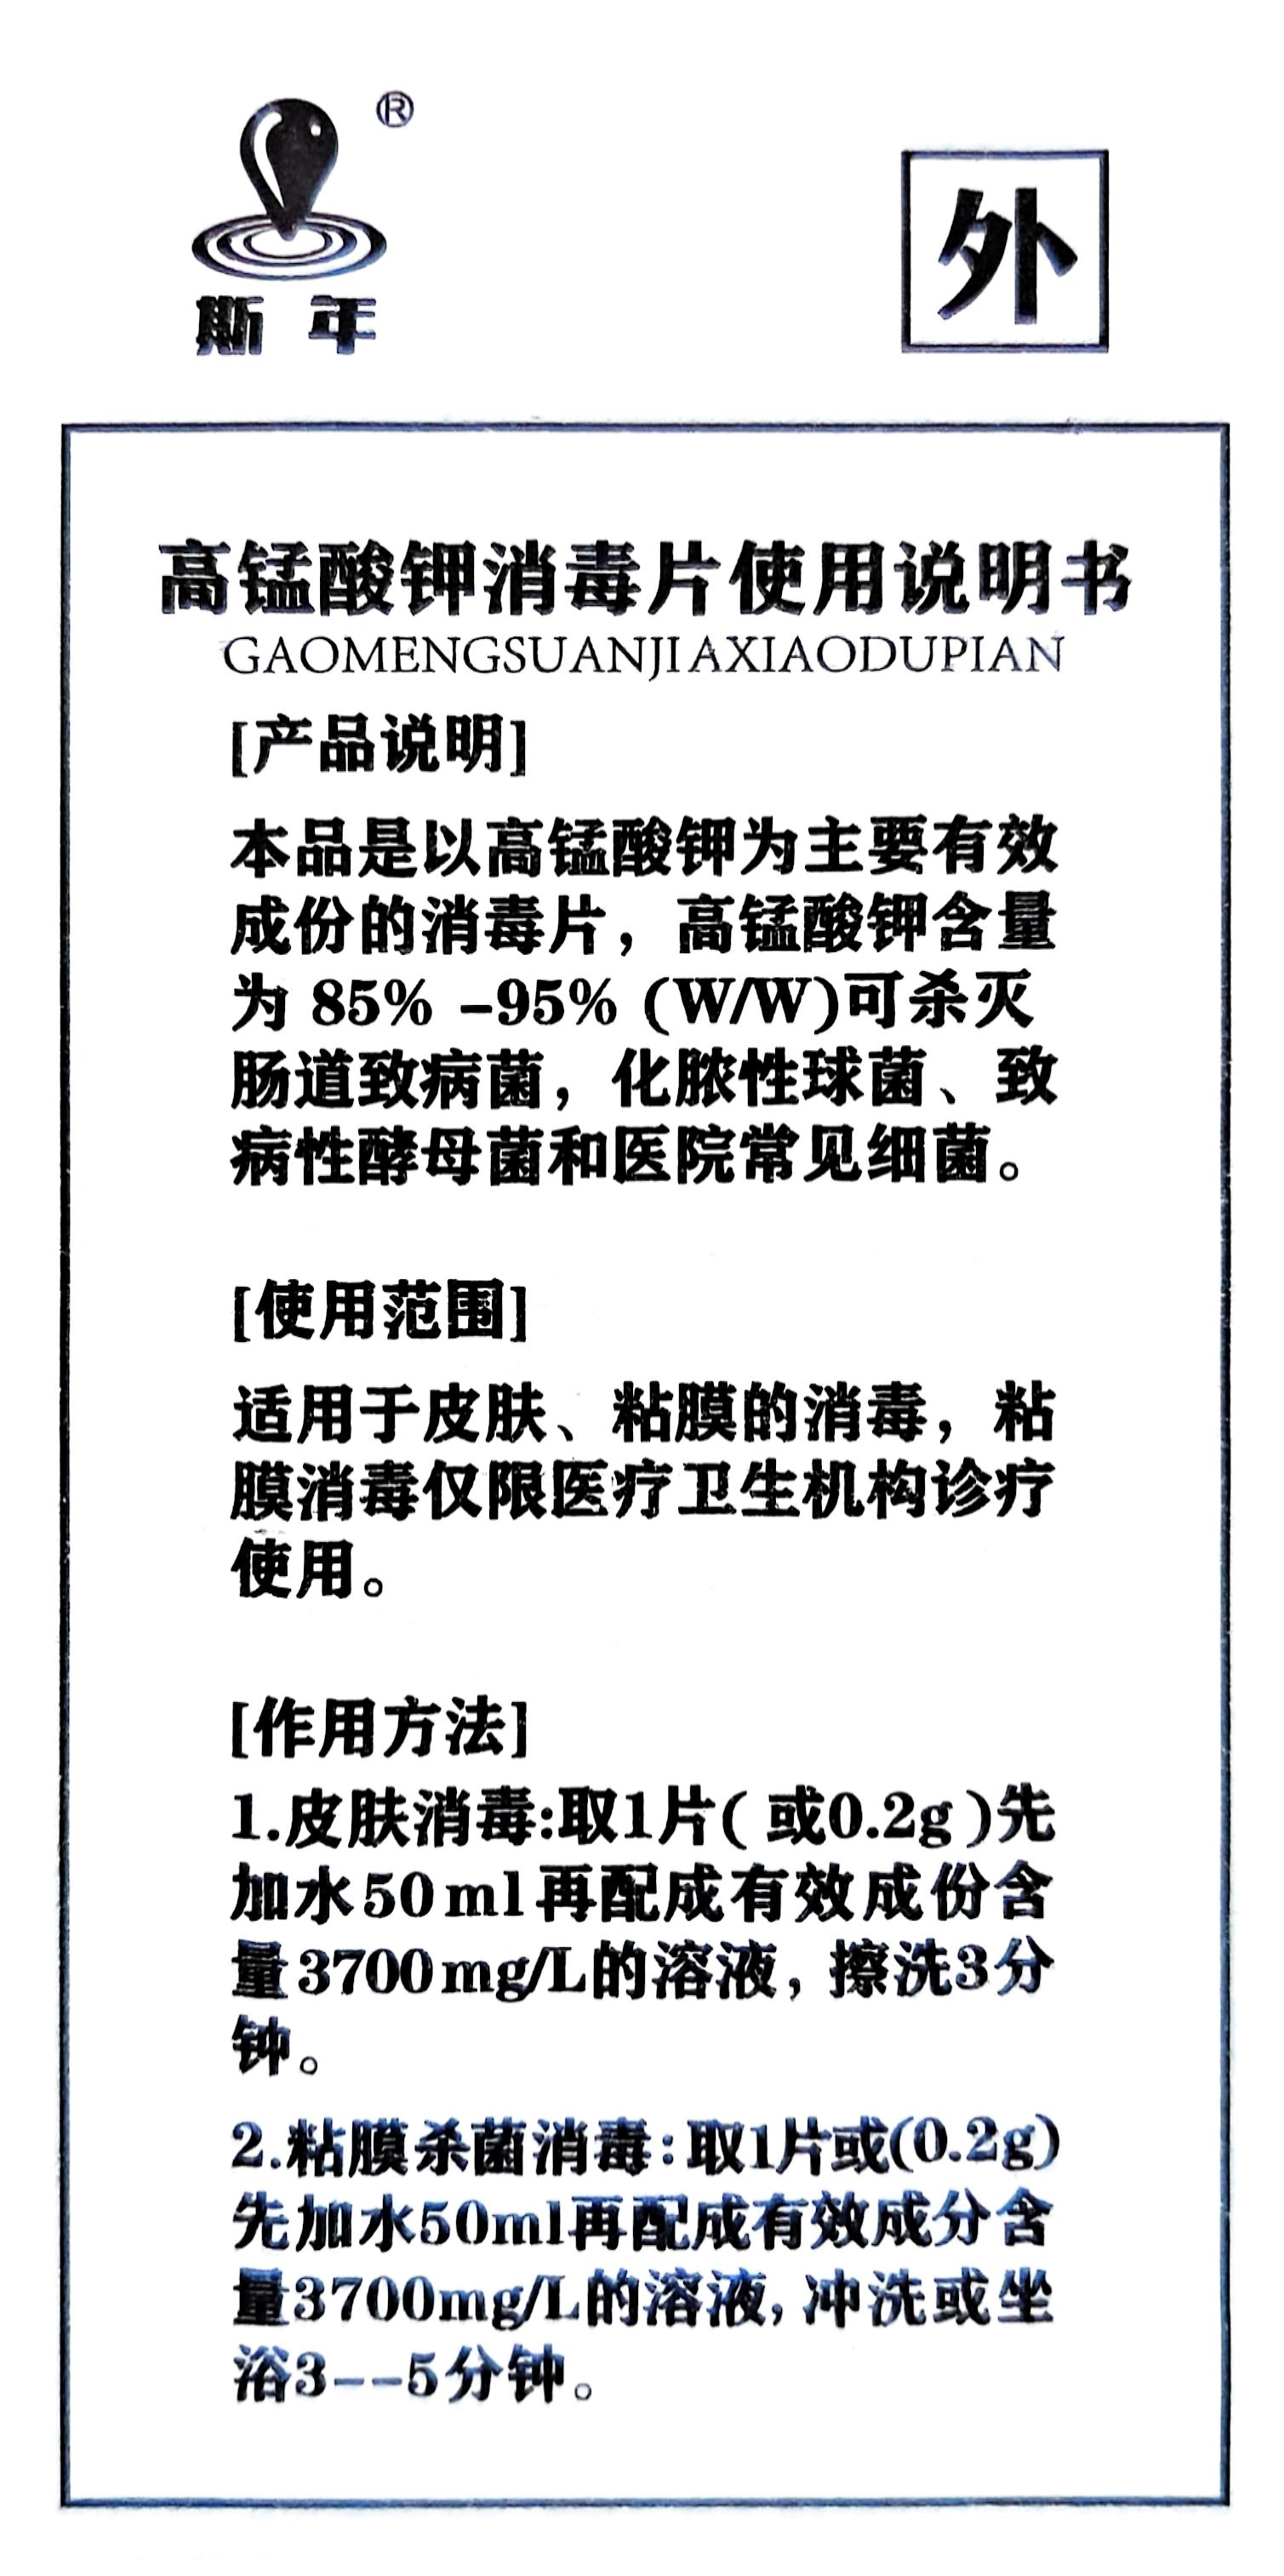 ®
斯年
外
高锰酸钾消毒片使用说明书
GAOMENGSUANJIAXIAODUPIAN
[产品说明]
本品是以高锰酸钾为主要有效
成份的消毒片，高锰酸钾含量
为 85% -95% (W/W)可杀灭
肠道致病菌，化脓性球菌、致
病性酵母菌和医院常见细菌。
[使用范围]
适用于皮肤、粘膜的消毒，粘
膜消毒仅限医疗卫生机构诊疗
使用。
[作用方法]
1.皮肤消毒:取1片( 或0.2g )先
加水50ml再配成有效成份含
量3700mg/L的溶液，擦洗3分
钟。
2.粘膜杀菌消毒:取1片或(0.2g)
先加水50ml再配成有效成分含
量3700mg/L的溶液,冲洗或坐
浴3--5分钟。